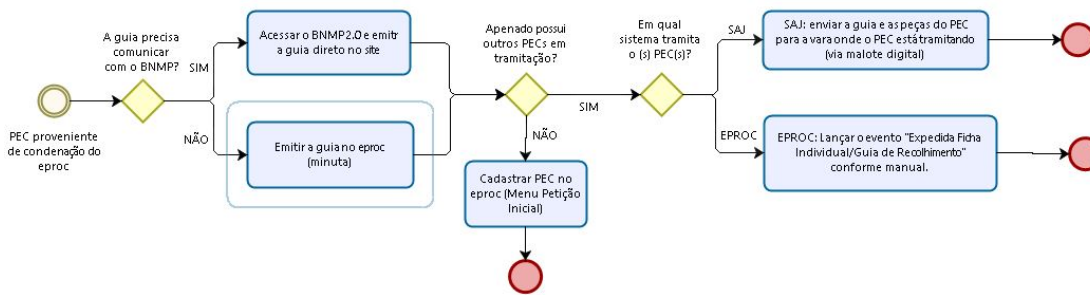 A guia precisa
comunicar
com o BNMP?
SIM
NÃO
PEC proveniente
de condenação do
eproc
Acessar o BNMP2.0 e emitr
a guia direto no site
Emitir a guia no eproc
(minuta)
Apenado possui
outros PECs em
tramitação?
SIM
NÃO
Cadastrar PEC no
eproc (Menu Petição
Inicial)
Em qual
sistema tramita
o (s) PEC(s)?
SAJ
EPROC
SAJ: enviar a guia e as peças do PEC
para a vara onde o PEC está tramitando
(via malote digital)
EPROC: Lançar o evento "Expedida Ficha
Individual/Guia de Recolhimento"
conforme manual.